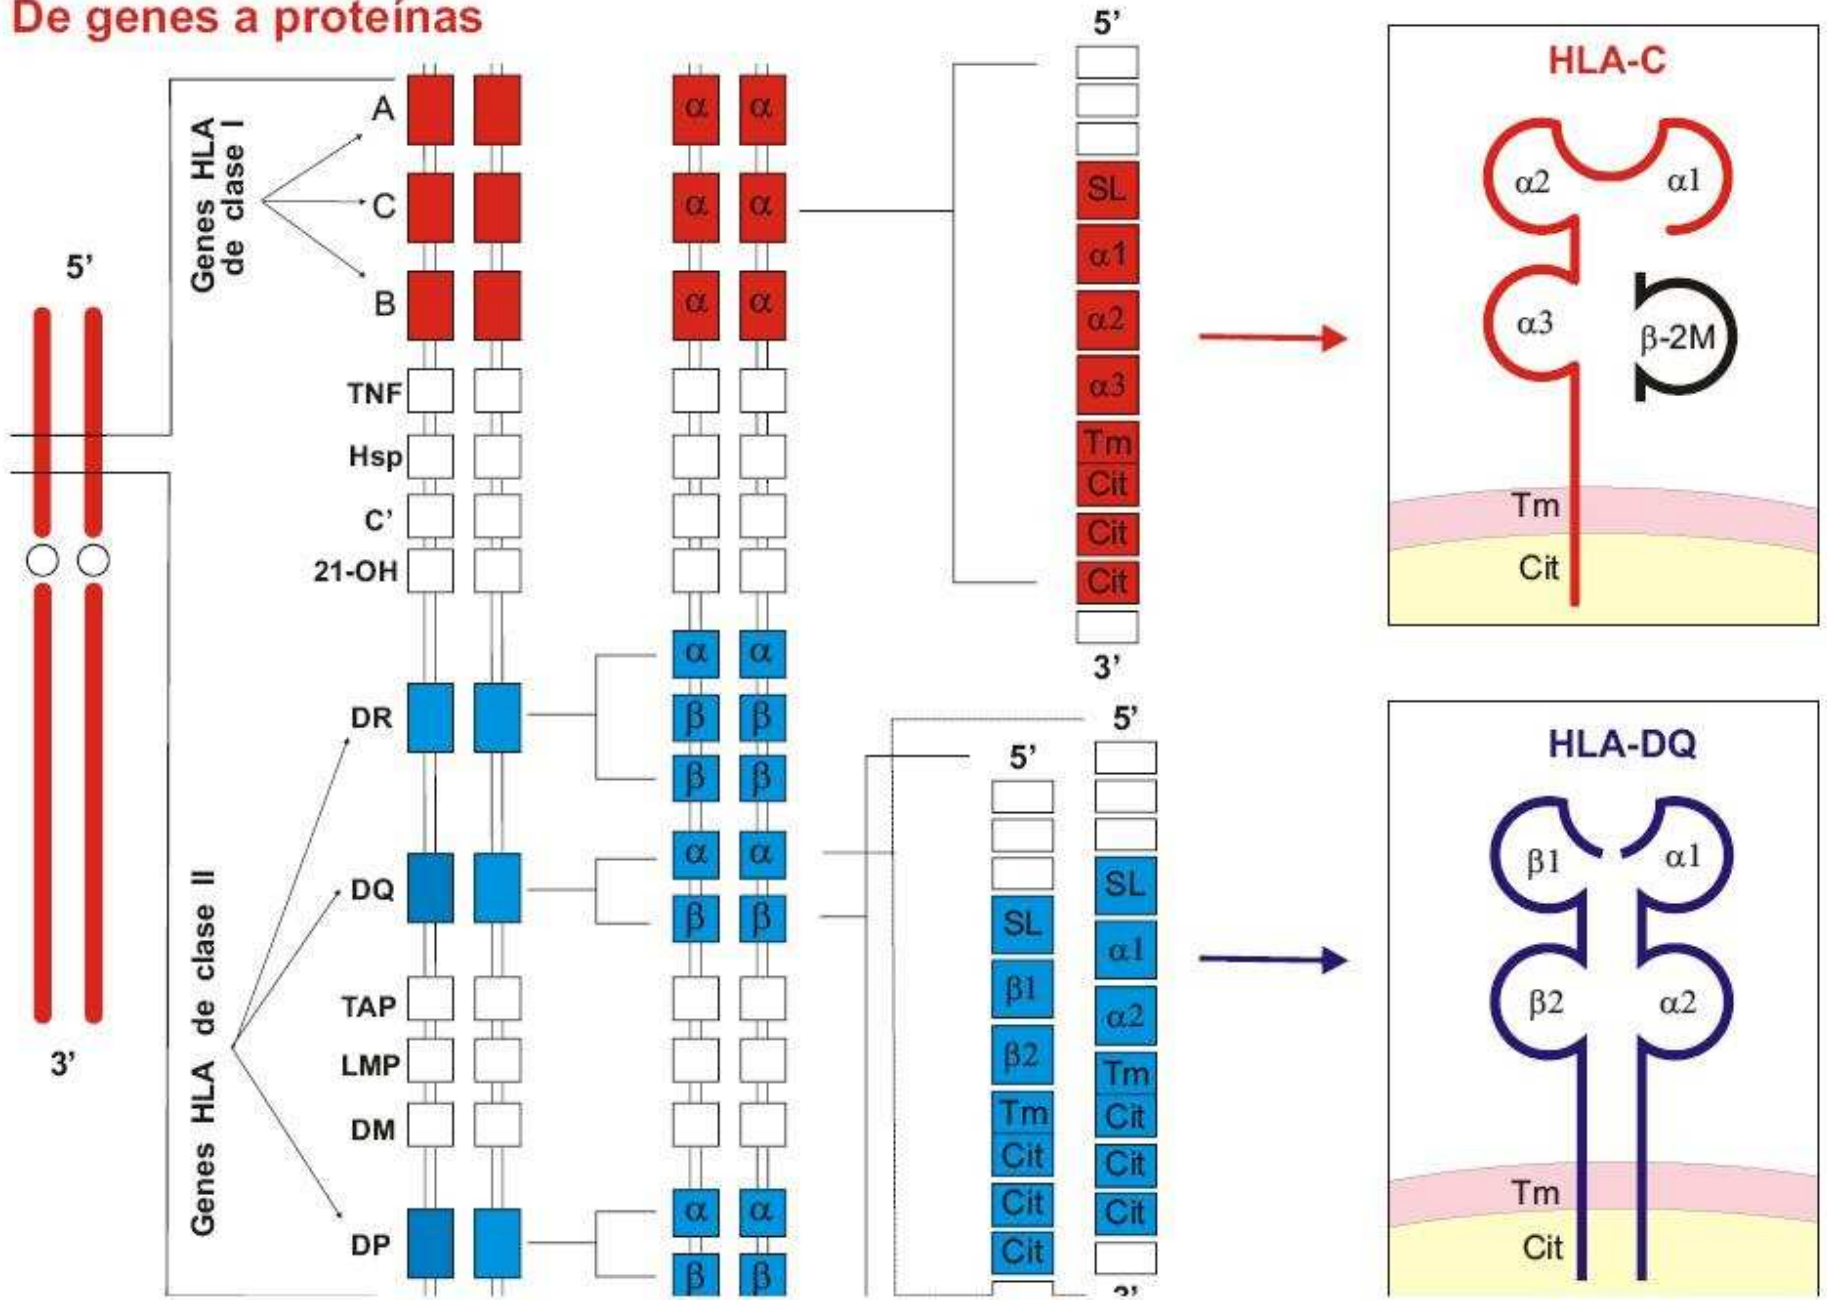 De genes a proteínas
5'
3'
Genes HLA
de clase I
Genes HLA de clase II
A
C
B
TNF
Hsp
C'
21-OH
DR
DQ
TAP
LMP
DM
DP
α α
α α
α α
α α
β β
β β
α α
β β
α α
β β
5'
SL
α1
α2
α3
Tm
Cit
Cit
Cit
3'
5'
SL
β1
β2
Tm
Cit
Cit
Cit
5'
SL
α1
α2
Tm
Cit
Cit
Cit
3'
HLA-C
α2
α1
α3
β-2M
Tm
Cit
HLA-DQ
β1
α1
β2
α2
Tm
Cit